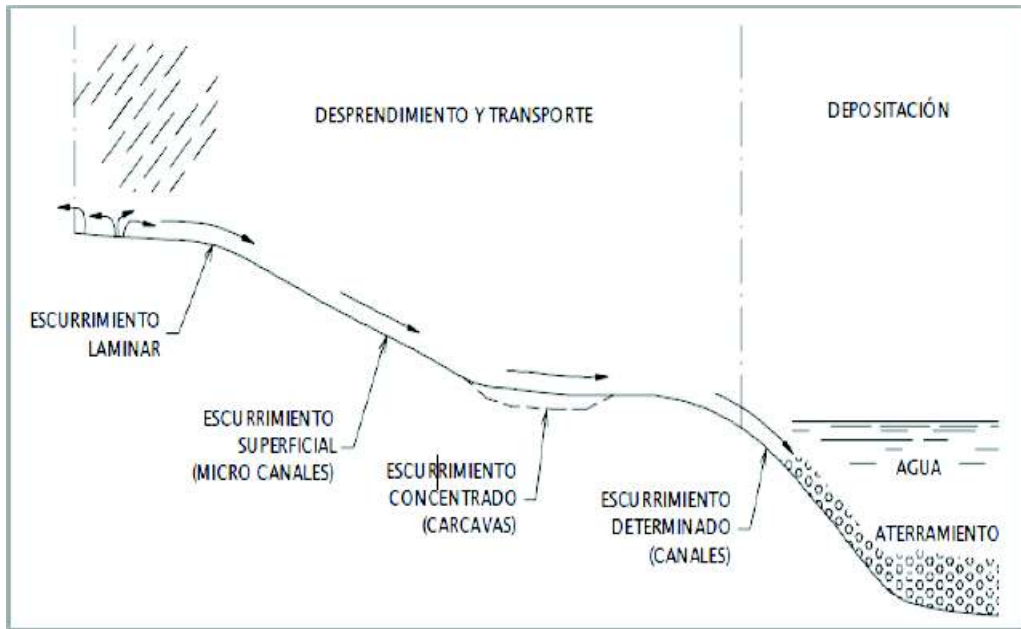 DESPRENDIMIENTO Y TRANSPORTE
DEPOSITACIÓN
ESCURRIMIENTO
LAMINAR
ESCURRIMIENTO
SUPERFICIAL
(MICRO CANALES)
ESCURRIMIENTO
CONCENTRADO
(CARCAVAS)
ESCURRIMIENTO
DETERMINADO
(CANALES)
AGUA
ATERRAMIENTO